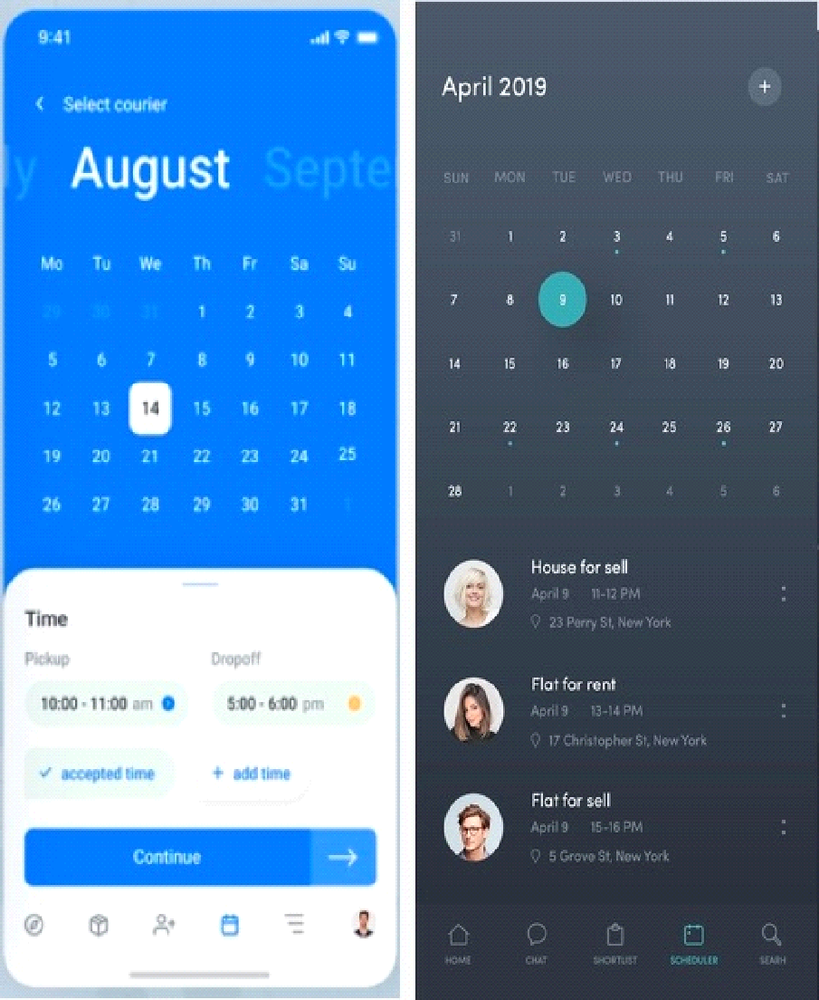 9:41
Select courier
ly August Septe
Mo Tu We Th Fr Sa Su
29 30 31 1 2 3 4
5 6 7 8 9 10 11
12 13 14 15 16 17 18
19 20 21 22 23 24 25
26 27 28 29 30 31 1
Time
Pickup Dropoff
10:00 - 11:00 am 5:00 - 6:00 pm
accepted time + add time
Continue
April 2019 +
SUN MON TUE WED THU FRI SAT
31 1 2 3 4 5 6
7 8 9 10 11 12 13
14 15 16 17 18 19 20
21 22 23 24 25 26 27
28 1 2 3 4 5 6
House for sell
April 9 11-12 PM
23 Perry St, New York
Flat for rent
April 9 13-14 PM
17 Christopher St, New York
Flat for sell
April 9 15-16 PM
5 Grove St, New York
HOME CHAT SHORTLIST SCHEDULER SEARH